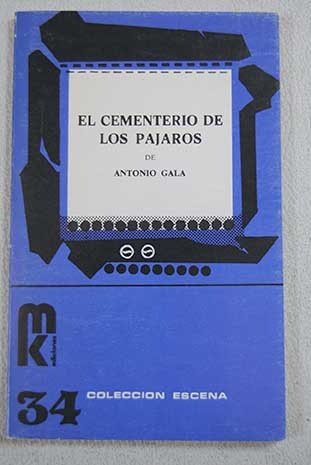 EL CEMENTERIO DE
LOS PAJAROS
DE
ANTONIO GALA
mk
ediciones
34
COLECCION ESCENA